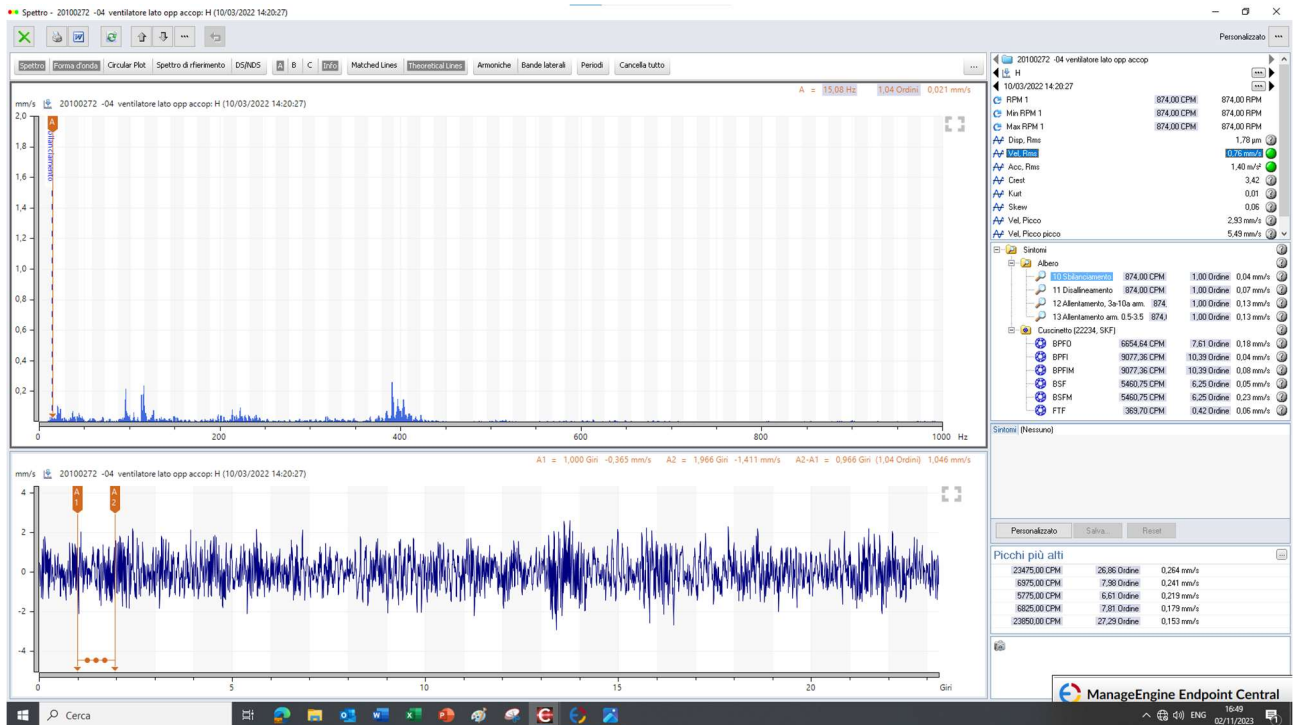 Spettro - 20100272 -04 ventilatore lato opp accop: H (10/03/2022 14:20:27)
Personalizzato
Spettro Forma d'onda Circular Plot Spettro di rifierimento DS/NDS A B C Info Matched Lines Theoretical Lines Armoniche Bande laterali Periodi Cancella tutto ...
A = 15,08 Hz 1,04 Ordini 0,021 mm/s
mm/s 20100272 -04 ventilatore lato opp accop: H (10/03/2022 14:20:27)
A
2,0
1,8
1,6
1,4
1,2
1,0
0,8
0,6
0,4
0,2
0 200 400 600 800 1000 Hz
A1 = 1,000 Giri -0,365 mm/s A2 = 1,966 Giri -1,411 mm/s A2-A1 = 0,966 Giri (1,04 Ordini) 1,046 mm/s
mm/s 20100272 -04 ventilatore lato opp accop: H (10/03/2022 14:20:27)
A 1
A 2
4
2
0
-2
-4
0 5 10 15 20 Giri
20100272 -04 ventilatore lato opp accop
H
10/03/2022 14:20:27
RPM 1 874,00 CPM 874,00 RPM
Min RPM 1 874,00 CPM 874,00 RPM
Max RPM 1 874,00 CPM 874,00 RPM
Disp, Rms 1,78 µm
Vel, Rms 0,76 mm/s
Acc, Rms 1,40 m/s²
Crest 3,42
Kurt 0,01
Skew 0,06
Vel, Picco 2,93 mm/s
Vel, Picco picco 5,49 mm/s
Sintomi
Albero
10 Sbilanciamento 874,00 CPM 1,00 Ordine 0,04 mm/s
11 Disallineamento 874,00 CPM 1,00 Ordine 0,07 mm/s
12 Allentamento, 3a-10a arm. 874, 1,00 Ordine 0,13 mm/s
13 Allentamento arm. 0.5-3.5 874,( 1,00 Ordine 0,13 mm/s
Cuscinetto (22234, SKF)
BPFO 6654,64 CPM 7,61 Ordine 0,18 mm/s
BPFI 9077,36 CPM 10,39 Ordine 0,04 mm/s
BPFIM 9077,36 CPM 10,39 Ordine 0,08 mm/s
BSF 5460,75 CPM 6,25 Ordine 0,05 mm/s
BSFM 5460,75 CPM 6,25 Ordine 0,23 mm/s
FTF 369,70 CPM 0,42 Ordine 0,06 mm/s
Sintomi (Nessuno)
Personalizzato Salva... Reset
Picchi più alti
23475,00 CPM 26,86 Ordine 0,264 mm/s
6975,00 CPM 7,98 Ordine 0,241 mm/s
5775,00 CPM 6,61 Ordine 0,219 mm/s
6825,00 CPM 7,81 Ordine 0,179 mm/s
23850,00 CPM 27,29 Ordine 0,153 mm/s
ManageEngine Endpoint Central
Cerca
ENG
16:49
02/11/2023